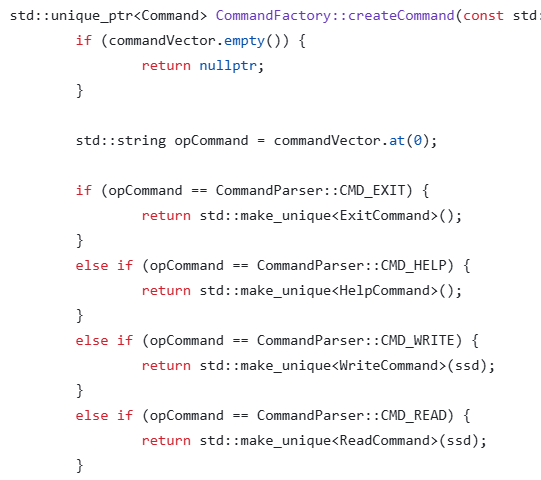 std::unique_ptr<Command> CommandFactory::createCommand(const std:
if (commandVector.empty()) {
return nullptr;
}
std::string opCommand = commandVector.at(0);
if (opCommand == CommandParser::CMD_EXIT) {
return std::make_unique<ExitCommand>();
}
else if (opCommand == CommandParser::CMD_HELP) {
return std::make_unique<HelpCommand>();
}
else if (opCommand == CommandParser::CMD_WRITE) {
return std::make_unique<WriteCommand>(ssd);
}
else if (opCommand == CommandParser::CMD_READ) {
return std::make_unique<ReadCommand>(ssd);
}